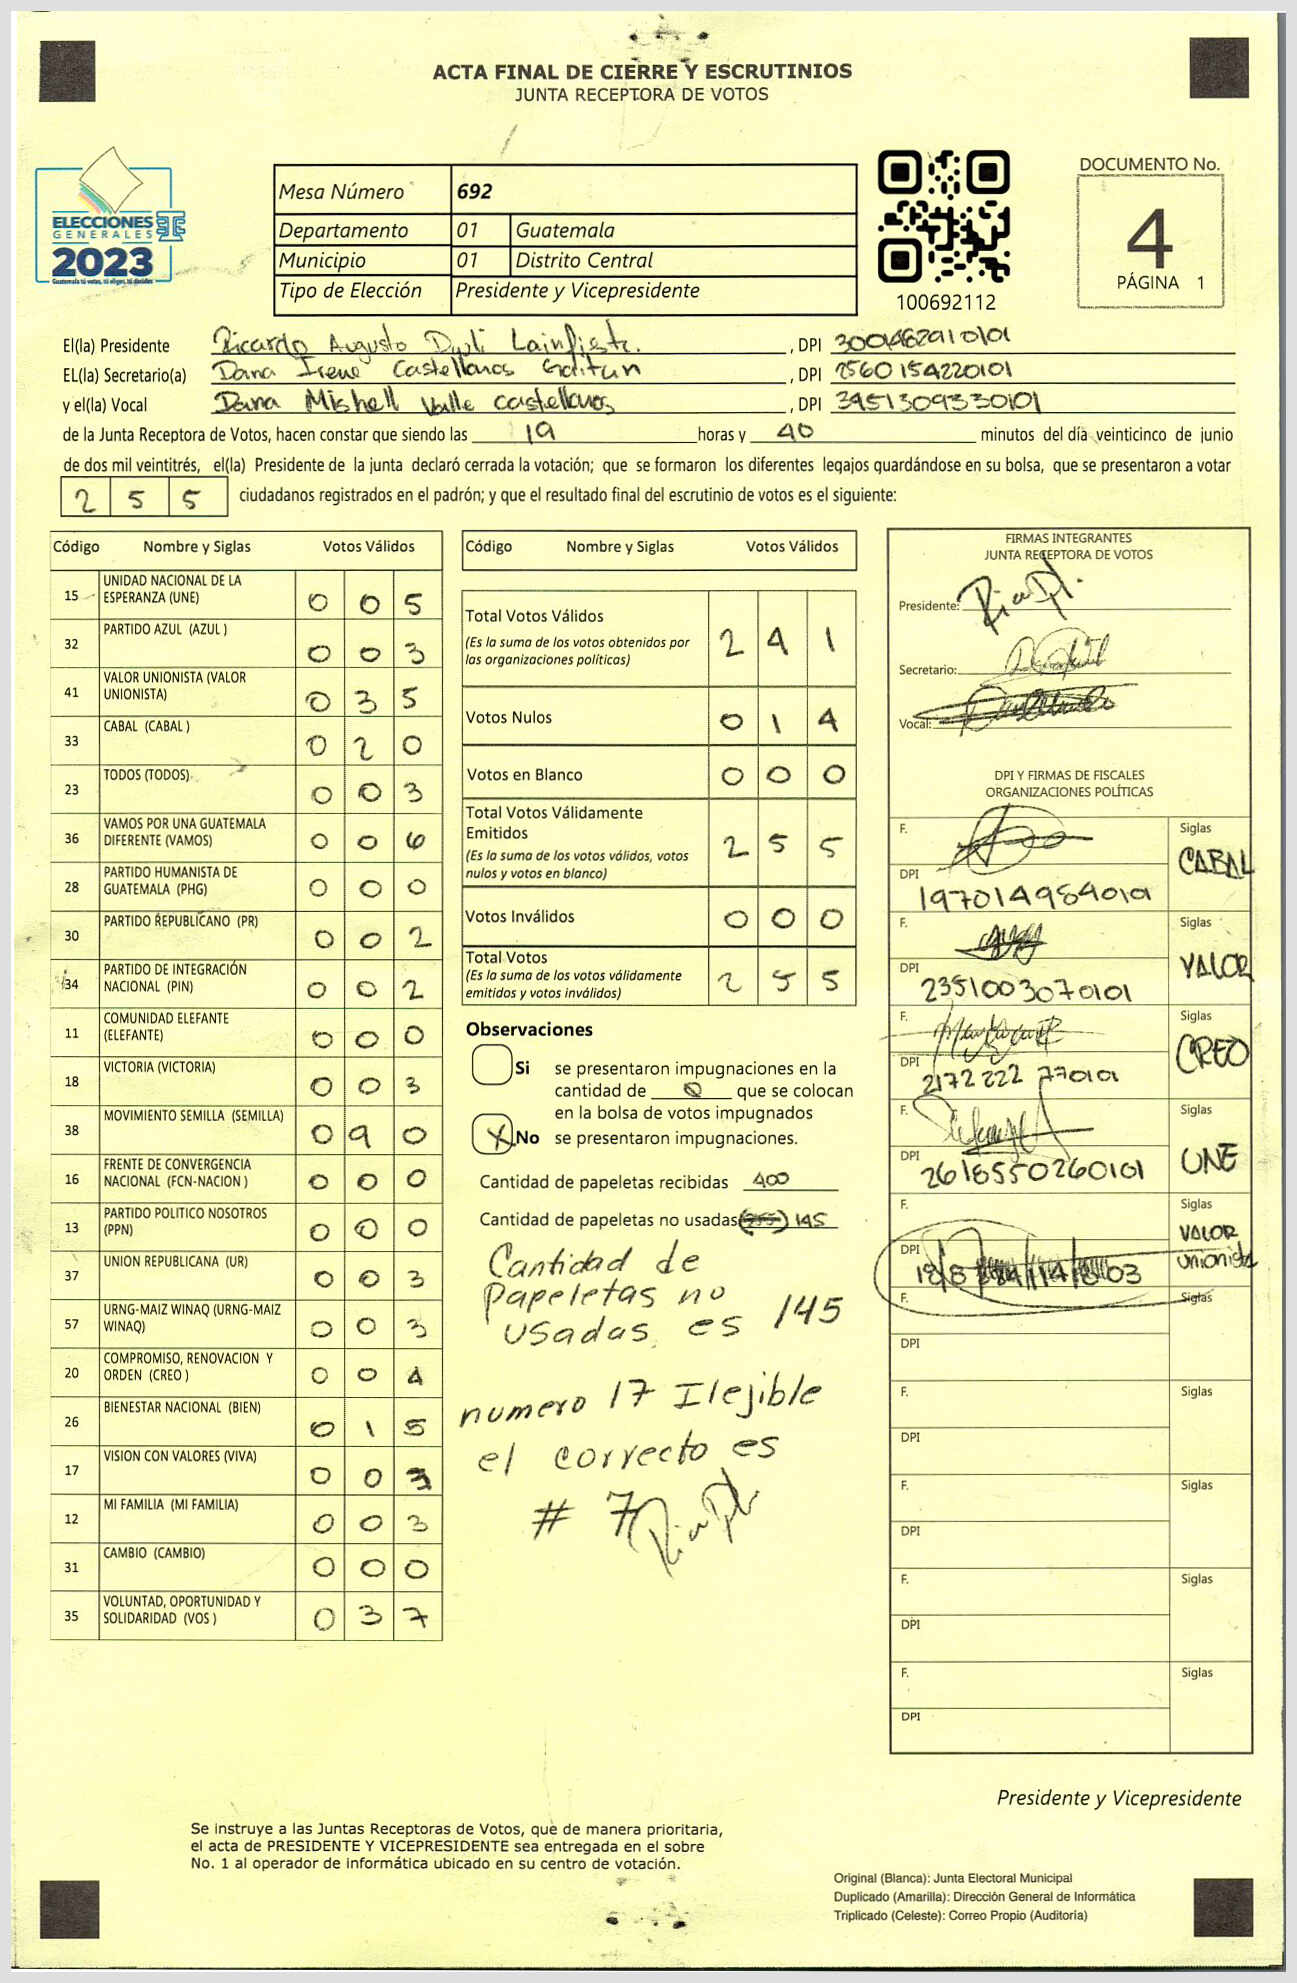 ACTA FINAL DE CIERRE Y ESCRUTINIOS
JUNTA RECEPTORA DE VOTOS
ELECCIONES
GENERALES
2023
Guatemala tú votas, tú eliges, tú decides
Mesa Número 692
Departamento 01 Guatemala
Municipio 01 Distrito Central
Tipo de Elección Presidente y Vicepresidente
100692112
DOCUMENTO No.
4
PÁGINA 1
El(la) Presidente Ricardo Augusto , DPI
EL(la) Secretario(a) Dana Irene Castellanos Gaitan , DPI 2560154220101
y el(la) Vocal Dana Mishell Valle Castellanos , DPI 3451309330101
de la Junta Receptora de Votos, hacen constar que siendo las 19 horas y 40 minutos del día veinticinco de junio
de dos mil veintitrés, el(la) Presidente de la junta declaró cerrada la votación; que se formaron los diferentes legajos guardándose en su bolsa, que se presentaron a votar
2 5 5 ciudadanos registrados en el padrón; y que el resultado final del escrutinio de votos es el siguiente:
Código Nombre y Siglas Votos Válidos
15 UNIDAD NACIONAL DE LA ESPERANZA (UNE) 0 0 5
32 PARTIDO AZUL (AZUL ) 0 0 3
41 VALOR UNIONISTA (VALOR UNIONISTA) 0 3 5
33 CABAL (CABAL ) 0 2 0
23 TODOS (TODOS) 0 0 3
36 VAMOS POR UNA GUATEMALA DIFERENTE (VAMOS) 0 0 6
28 PARTIDO HUMANISTA DE GUATEMALA (PHG) 0 0 0
30 PARTIDO REPUBLICANO (PR) 0 0 2
34 PARTIDO DE INTEGRACIÓN NACIONAL (PIN) 0 0 2
11 COMUNIDAD ELEFANTE (ELEFANTE) 0 0 0
18 VICTORIA (VICTORIA) 0 0 3
38 MOVIMIENTO SEMILLA (SEMILLA) 0 9 0
16 FRENTE DE CONVERGENCIA NACIONAL (FCN-NACION ) 0 0 0
13 PARTIDO POLITICO NOSOTROS (PPN) 0 0 0
37 UNION REPUBLICANA (UR) 0 0 3
57 URNG-MAIZ WINAQ (URNG-MAIZ WINAQ) 0 0 3
20 COMPROMISO, RENOVACION Y ORDEN (CREO ) 0 0 4
26 BIENESTAR NACIONAL (BIEN) 0 1 5
17 VISION CON VALORES (VIVA) 0 0 3
12 MI FAMILIA (MI FAMILIA) 0 0 3
31 CAMBIO (CAMBIO) 0 0 0
35 VOLUNTAD, OPORTUNIDAD Y SOLIDARIDAD (VOS ) 0 3 7
Código Nombre y Siglas Votos Válidos
Total Votos Válidos 2 4 1
(Es la suma de los votos obtenidos por
las organizaciones políticas)
Votos Nulos 0 1 4
Votos en Blanco 0 0 0
Total Votos Válidamente
Emitidos 2 5 5
(Es la suma de los votos válidos, votos
nulos y votos en blanco)
Votos Inválidos 0 0 0
Total Votos 2 5 5
(Es la suma de los votos válidamente
emitidos y votos inválidos)
Observaciones
Si se presentaron impugnaciones en la
cantidad de 0 que se colocan
en la bolsa de votos impugnados
X No se presentaron impugnaciones.
Cantidad de papeletas recibidas 400
Cantidad de papeletas no usadas 145
Cantidad de
papeletas no
usadas es 145
numero 17 Ilejible
el correcto es
# 7
FIRMAS INTEGRANTES
JUNTA RECEPTORA DE VOTOS
Presidente:
Secretario:
Vocal:
DPI Y FIRMAS DE FISCALES
ORGANIZACIONES POLÍTICAS
F. Siglas
DPI 1970149840101 CABAL
F. Siglas
DPI 2351003070101 VALOR
F. Siglas
DPI 2172 222 770101 CREO
F. Siglas
DPI 2618550260101 UNE
F. Siglas
DPI VALOR
unionista
F. Siglas
DPI
F. Siglas
DPI
F. Siglas
DPI
F. Siglas
DPI
F. Siglas
DPI
Presidente y Vicepresidente
Se instruye a las Juntas Receptoras de Votos, que de manera prioritaria,
el acta de PRESIDENTE Y VICEPRESIDENTE sea entregada en el sobre
No. 1 al operador de informática ubicado en su centro de votación.
Original (Blanca): Junta Electoral Municipal
Duplicado (Amarilla): Dirección General de Informática
Triplicado (Celeste): Correo Propio (Auditoría)